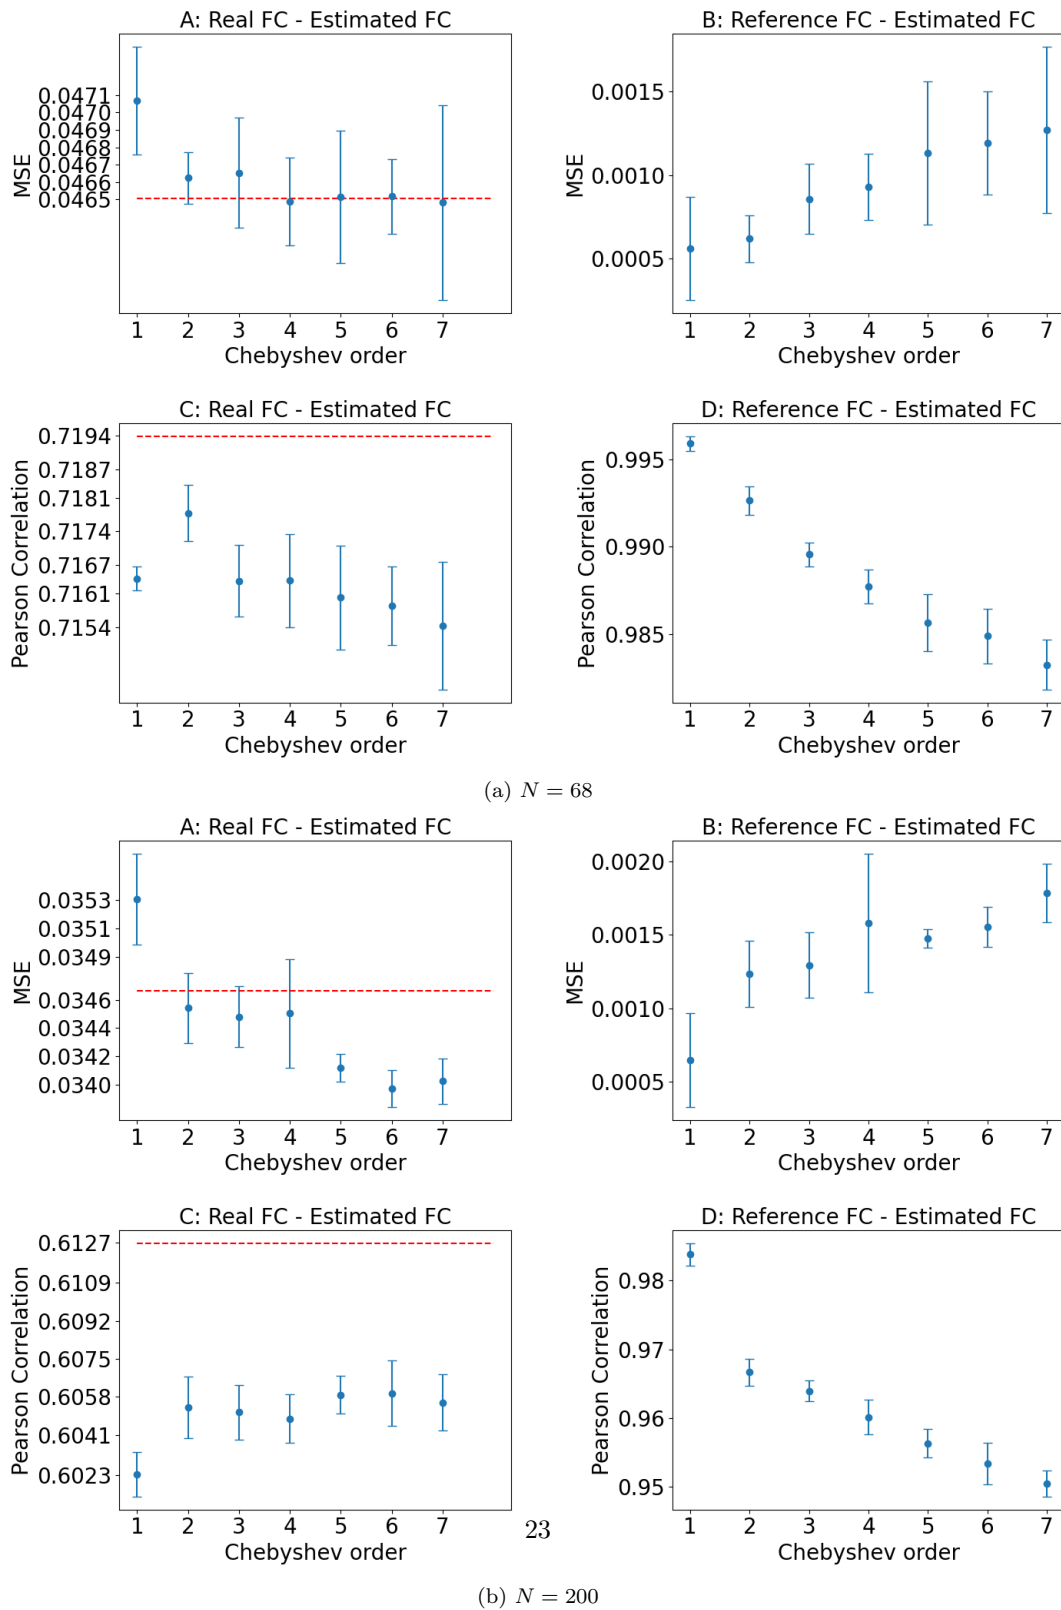 A: Real FC - Estimated FC
0.0471
0.0470
0.0469
0.0468
0.0467
0.0466
0.0465
MSE
1 2 3 4 5 6 7
Chebyshev order
B: Reference FC - Estimated FC
0.0015
0.0010
0.0005
MSE
1 2 3 4 5 6 7
Chebyshev order
C: Real FC - Estimated FC
0.7194
0.7187
0.7181
0.7174
0.7167
0.7161
0.7154
Pearson Correlation
1 2 3 4 5 6 7
Chebyshev order
D: Reference FC - Estimated FC
0.995
0.990
0.985
Pearson Correlation
1 2 3 4 5 6 7
Chebyshev order
(a) N = 68
A: Real FC - Estimated FC
0.0353
0.0351
0.0349
0.0346
0.0344
0.0342
0.0340
MSE
1 2 3 4 5 6 7
Chebyshev order
B: Reference FC - Estimated FC
0.0020
0.0015
0.0010
0.0005
MSE
1 2 3 4 5 6 7
Chebyshev order
C: Real FC - Estimated FC
0.6127
0.6109
0.6092
0.6075
0.6058
0.6041
0.6023
Pearson Correlation
1 2 3 4 5 6 7
Chebyshev order
D: Reference FC - Estimated FC
0.98
0.97
0.96
0.95
Pearson Correlation
1 2 3 4 5 6 7
Chebyshev order
23
(b) N = 200